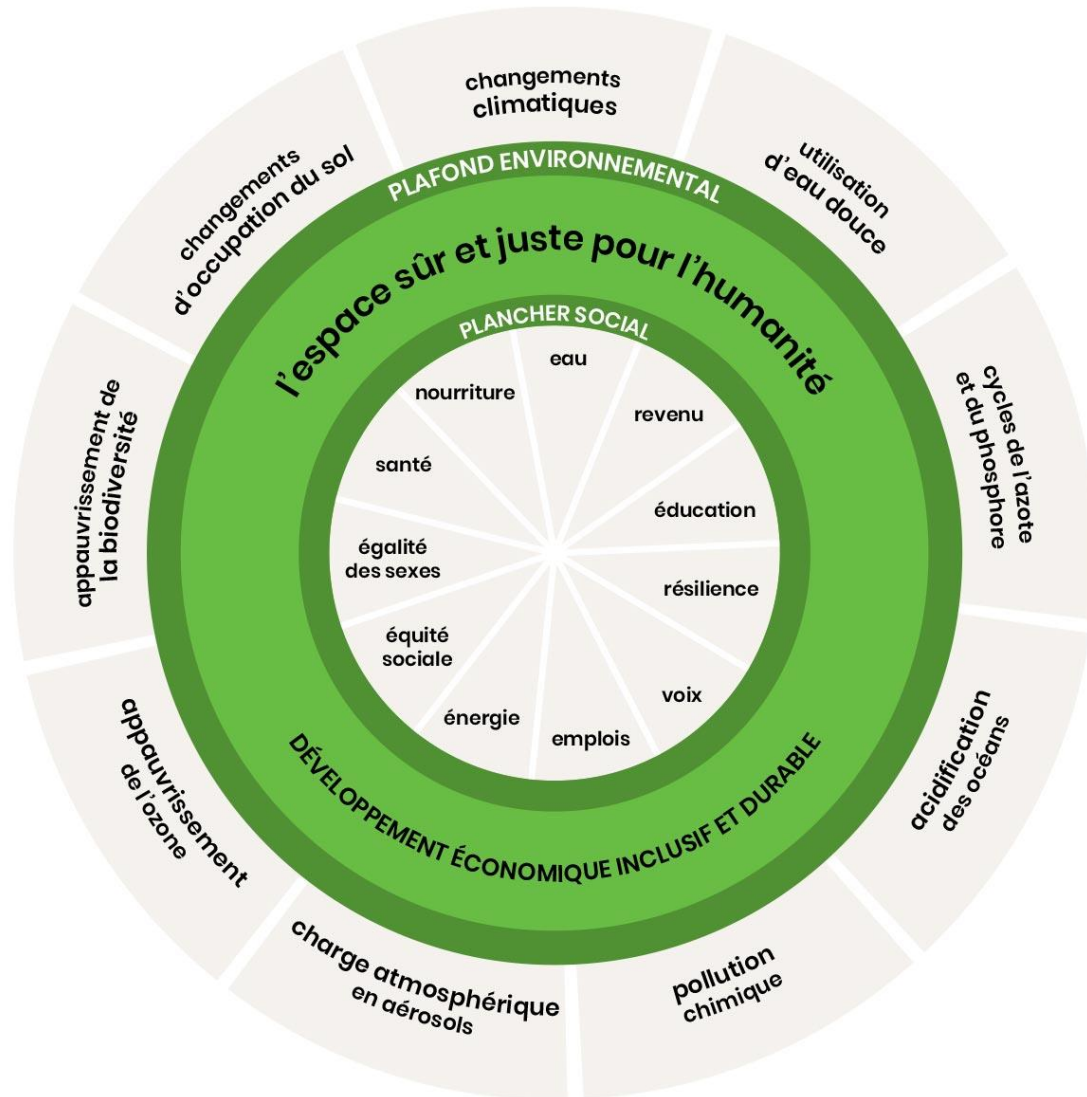 changements
climatiques
utilisation
d'eau douce
cycles de l'azote
et du phosphore
acidification
des océans
pollution
chimique
charge atmosphérique
en aérosols
appauvrissement
de l'ozone
appauvrissement de
la biodiversité
changements
d'occupation du sol
PLAFOND ENVIRONNEMENTAL
l'espace sûr et juste pour l'humanité
PLANCHER SOCIAL
eau
revenu
éducation
résilience
voix
emplois
énergie
équité
sociale
égalité
des sexes
santé
nourriture
DÉVELOPPEMENT ÉCONOMIQUE INCLUSIF ET DURABLE